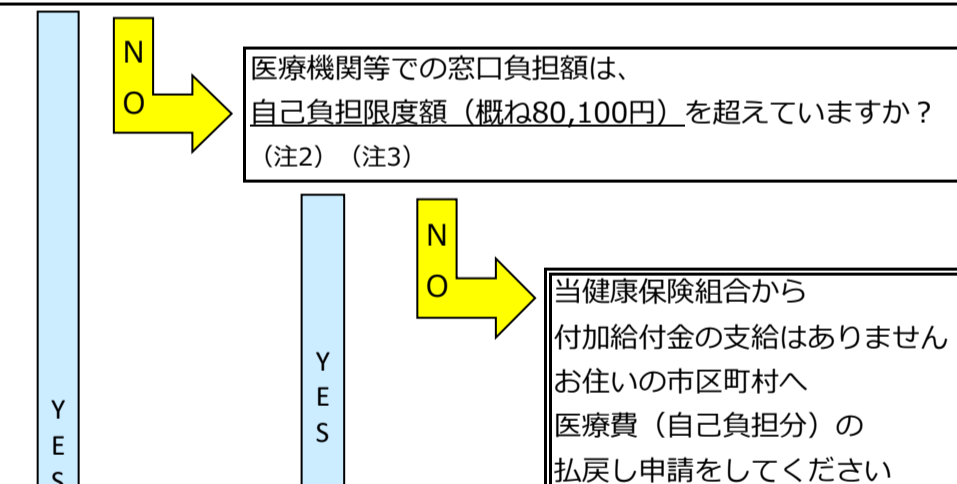 NO
医療機関等での窓口負担額は、
自己負担限度額（概ね80,100円）を超えていますか？
（注2）（注3）
NO
当健康保険組合から
付加給付金の支給はありません
お住いの市区町村へ
医療費（自己負担分）の
払戻し申請をしてください
YES
YES